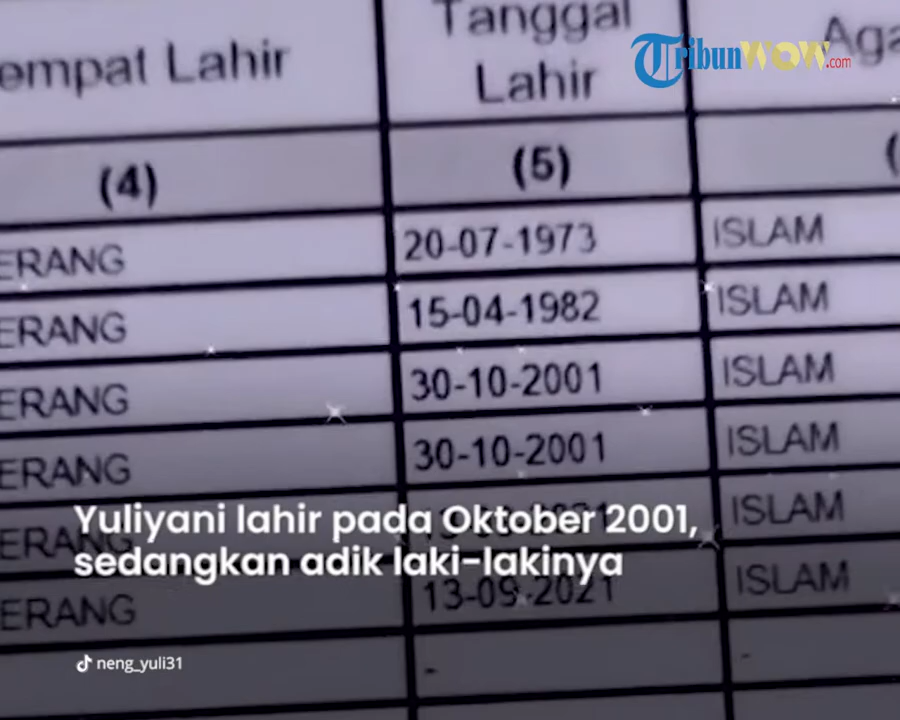 empat Lahir
Tanggal
Lahir
Aga
TribunWOW.com
(4)
(5)
(
ERANG
20-07-1973
ISLAM
ERANG
15-04-1982
ISLAM
ERANG
30-10-2001
ISLAM
ERANG
30-10-2001
ISLAM
ERANG
ISLAM
ERANG
13-09-2021
ISLAM
-
-
Yuliyani lahir pada Oktober 2001,
sedangkan adik laki-lakinya
neng_yuli31